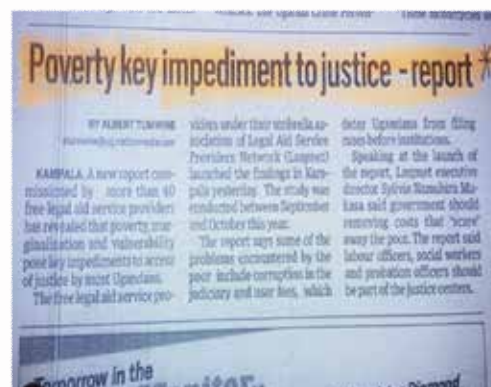 Poverty key impediment to justice - report
BY ALBERT TUMWINE
KAMPALA. A new report com-
missioned by more than 40
free legal aid service providers
has revealed that poverty, mar-
ginalisation and vulnerability
pose key impediments to access
of justice by most Ugandans.
The free legal aid service pro-
viders under their umbrella as-
sociation of Legal Aid Service
Providers Network (Laspnet)
launched the findings in Kam-
pala yesterday. The study was
conducted between September
and October this year.
The report says some of the
problems encountered by the
poor include corruption in the
judiciary and user fees, which
deter Ugandans from filing
cases before institutions.
Speaking at the launch of
the report, Laspnet executive
director Sylvia Namubiru Mu-
kasa said government should
removing costs that "scare"
away the poor. The report said
labour officers, social workers
and probation officers should
be part of the justice centers.
Tomorrow in the